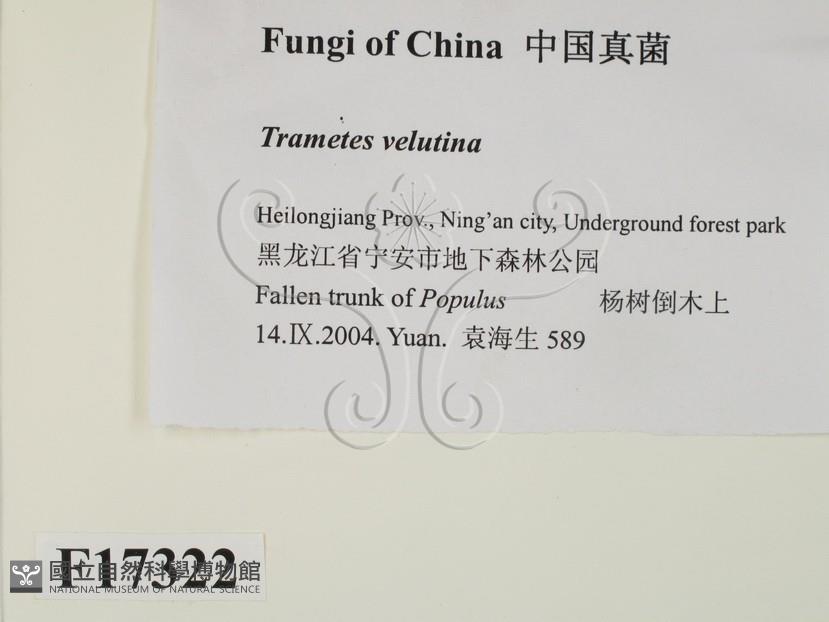 Fungi of China 中国真菌
Trametes velutina
Heilongjiang Prov., Ning'an city, Underground forest park
黑龙江省宁安市地下森林公园
Fallen trunk of Populus 杨树倒木上
14.Ⅸ.2004. Yuan. 袁海生 589
F17322
國立自然科學博物館
NATIONAL MUSEUM OF NATURAL SCIENCE